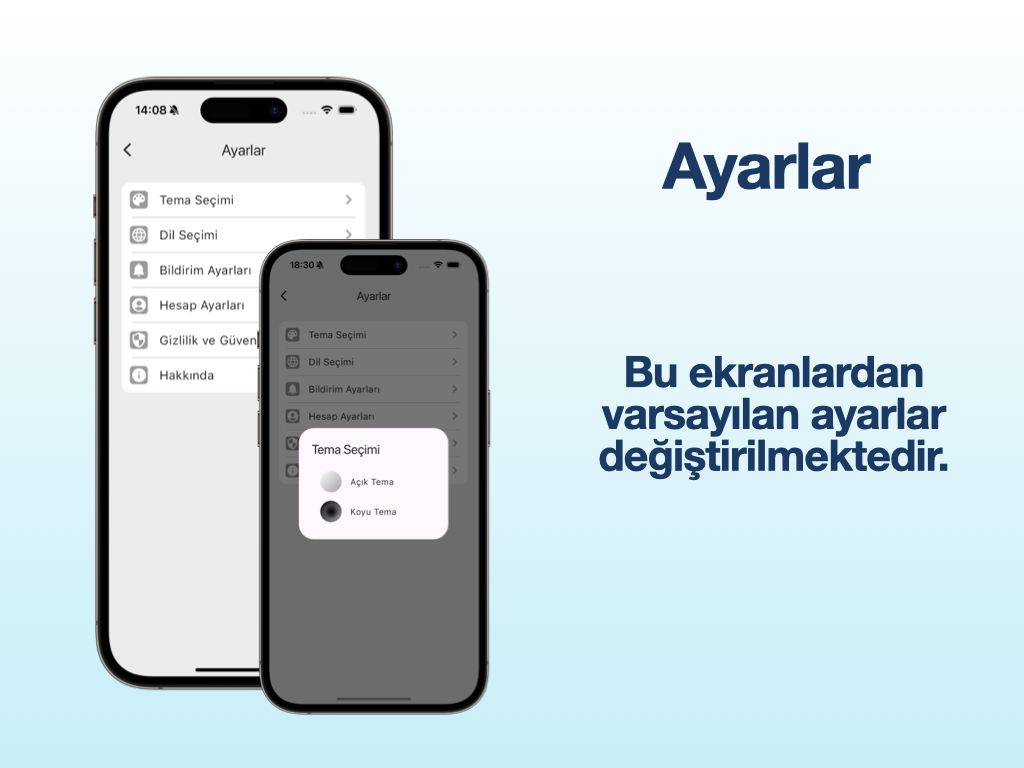 14:08
Ayarlar
Tema Seçimi
Dil Seçimi
Bildirim Ayarları
Hesap Ayarları
Gizlilik ve Güven
Hakkında
18:30
Ayarlar
Tema Seçimi
Dil Seçimi
Bildirim Ayarları
Hesap Ayarları
Tema Seçimi
Açık Tema
Koyu Tema
Ayarlar
Bu ekranlardan
varsayılan ayarlar
değiştirilmektedir.